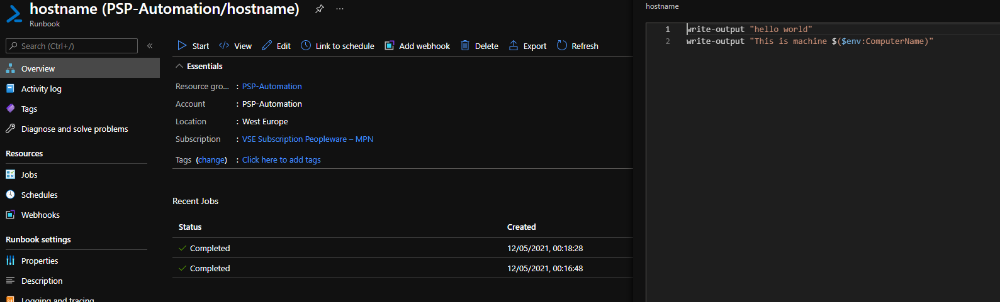 hostname (PSP-Automation/hostname)
Runbook
Search (Ctrl+/)
Overview
Activity log
Tags
Diagnose and solve problems
Resources
Jobs
Schedules
Webhooks
Runbook settings
Properties
Description
Logging and tracing
Start View Edit Link to schedule Add webhook Delete Export Refresh
Essentials
Resource gro... : PSP-Automation
Account : PSP-Automation
Location : West Europe
Subscription : VSE Subscription Peopleware – MPN
Tags (change) : Click here to add tags
Recent Jobs
Status Created
Completed 12/05/2021, 00:18:28
Completed 12/05/2021, 00:16:48
hostname
1 write-output "hello world"
2 write-output "This is machine $($env:ComputerName)"